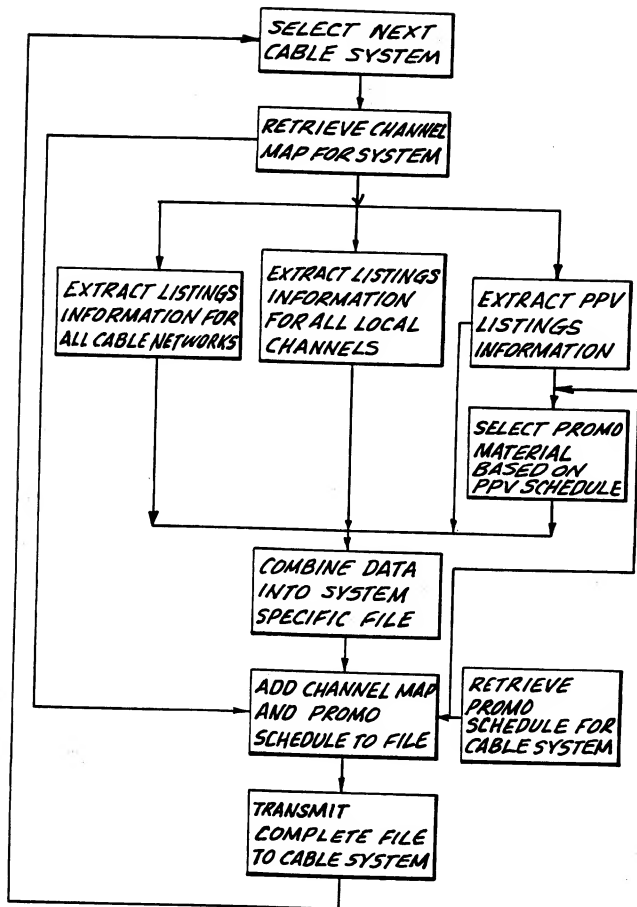 SELECT NEXT
CABLE SYSTEM
RETRIEVE CHANNEL
MAP FOR SYSTEM
EXTRACT LISTINGS
INFORMATION FOR
ALL CABLE NETWORKS
EXTRACT LISTINGS
INFORMATION
FOR ALL LOCAL
CHANNELS
EXTRACT PPV
LISTINGS
INFORMATION
SELECT PROMO
MATERIAL
BASED ON
PPV SCHEDULE
COMBINE DATA
INTO SYSTEM
SPECIFIC FILE
ADD CHANNEL MAP
AND PROMO
SCHEDULE TO FILE
RETRIEVE
PROMO
SCHEDULE FOR
CABLE SYSTEM
TRANSMIT
COMPLETE FILE
TO CABLE SYSTEM